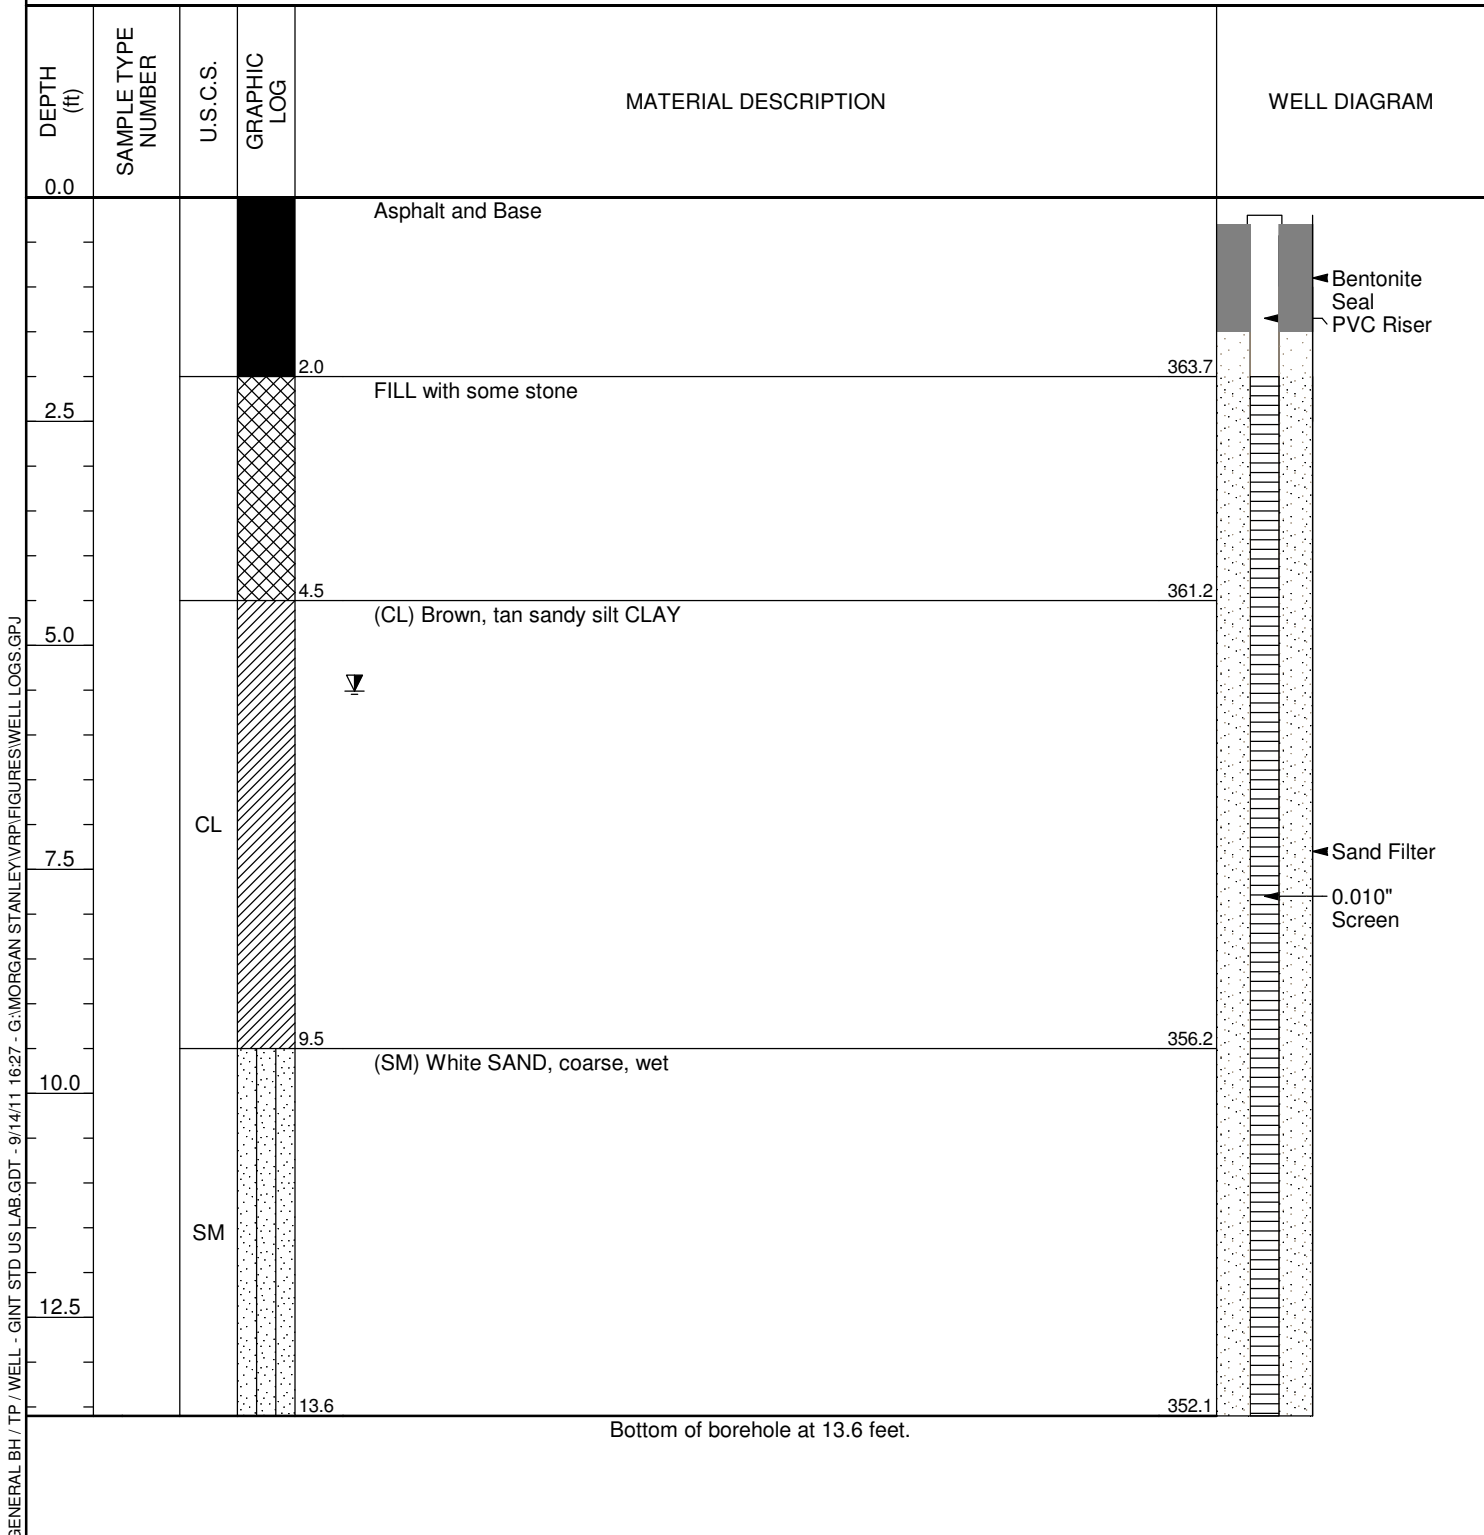 DEPTH
(ft)
SAMPLE TYPE
NUMBER
U.S.C.S.
GRAPHIC
LOG
MATERIAL DESCRIPTION
WELL DIAGRAM
0.0
Asphalt and Base
Bentonite
Seal
PVC Riser
2.0 363.7
FILL with some stone
2.5
4.5 361.2
(CL) Brown, tan sandy silt CLAY
5.0
CL
7.5
Sand Filter
0.010"
Screen
9.5 356.2
(SM) White SAND, coarse, wet
10.0
SM
12.5
13.6 352.1
Bottom of borehole at 13.6 feet.
GENERAL BH / TP / WELL - GINT STD US LAB.GDT - 9/14/11 16:27 - G:\MORGAN STANLEY\VRP\FIGURES\WELL LOGS.GPJ